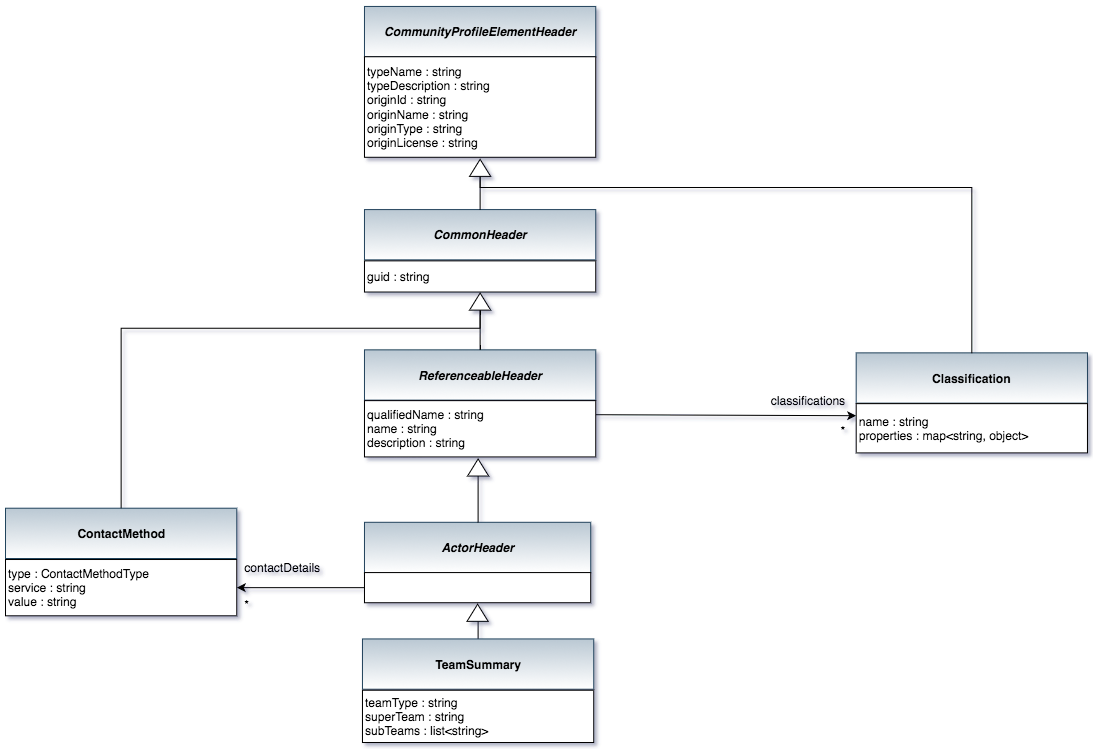 CommunityProfileElementHeader
typeName : string
typeDescription : string
originId : string
originName : string
originType : string
originLicense : string
CommonHeader
guid : string
ReferenceableHeader
qualifiedName : string
name : string
description : string
classifications
*
Classification
name : string
properties : map<string, object>
ContactMethod
type : ContactMethodType
service : string
value : string
contactDetails
*
ActorHeader
TeamSummary
teamType : string
superTeam : string
subTeams : list<string>